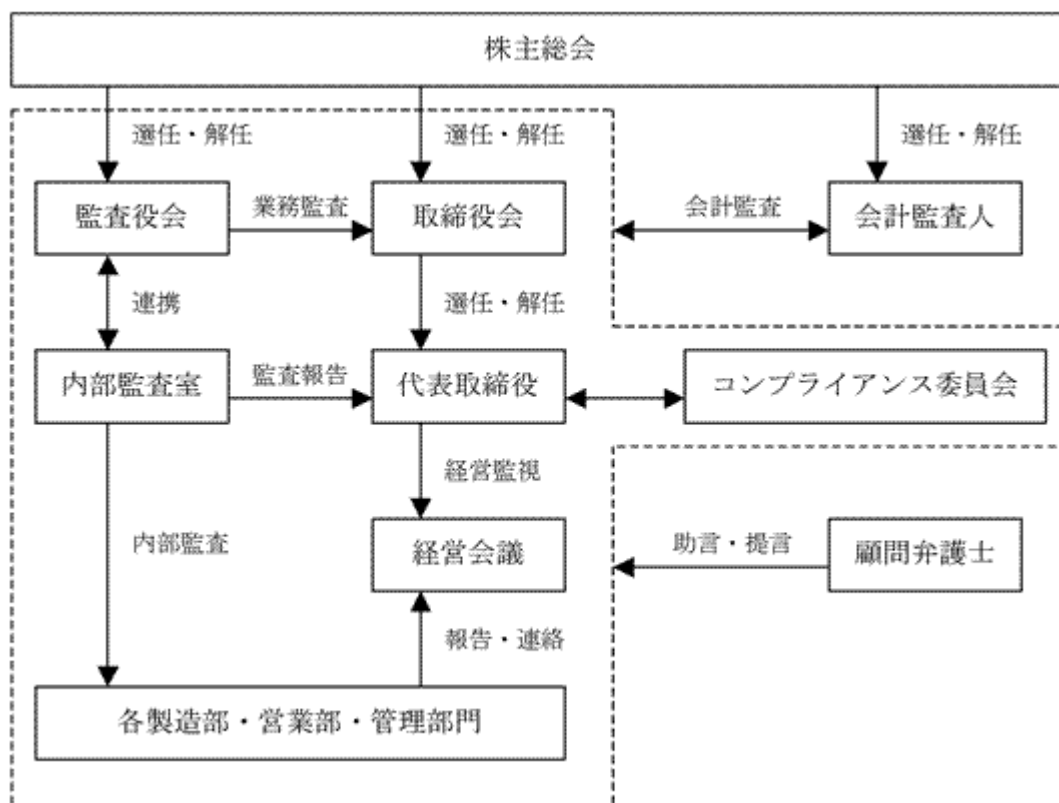 株主総会
選任・解任
選任・解任
選任・解任
監査役会
業務監査
取締役会
会計監査
会計監査人
連携
選任・解任
内部監査室
監査報告
代表取締役
コンプライアンス委員会
経営監視
内部監査
経営会議
助言・提言
顧問弁護士
報告・連絡
各製造部・営業部・管理部門